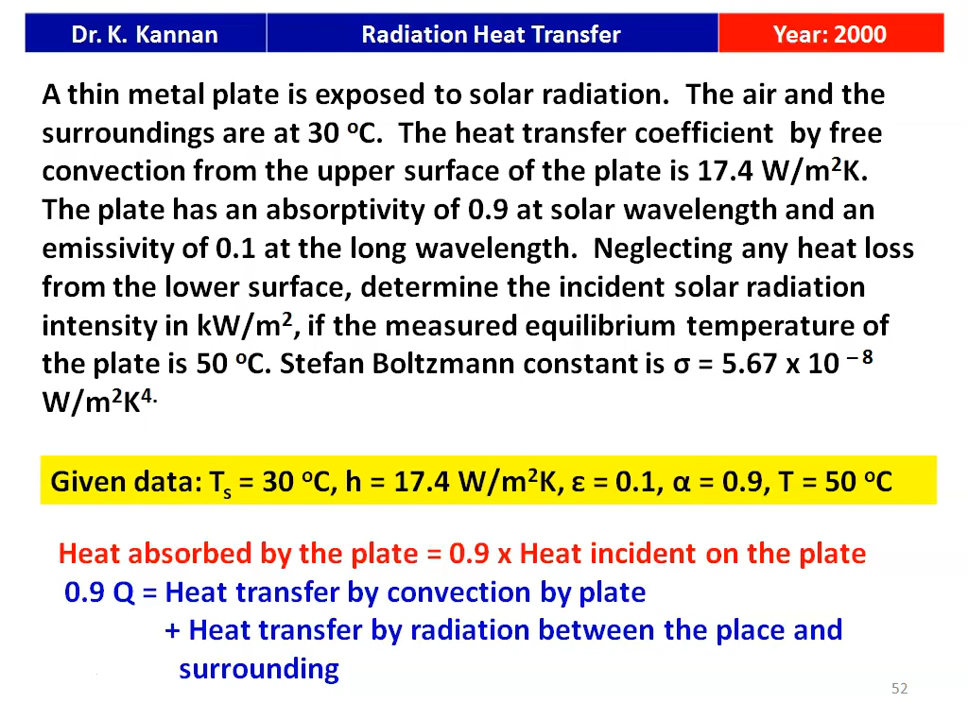 Dr. K. Kannan Radiation Heat Transfer Year: 2000
A thin metal plate is exposed to solar radiation. The air and the
surroundings are at 30 ºC. The heat transfer coefficient by free
convection from the upper surface of the plate is 17.4 W/m²K.
The plate has an absorptivity of 0.9 at solar wavelength and an
emissivity of 0.1 at the long wavelength. Neglecting any heat loss
from the lower surface, determine the incident solar radiation
intensity in kW/m², if the measured equilibrium temperature of
the plate is 50 ºC. Stefan Boltzmann constant is σ = 5.67 x 10 ⁻⁸
W/m²K⁴·
Given data: Tₛ = 30 ºC, h = 17.4 W/m²K, ε = 0.1, α = 0.9, T = 50 ºC
Heat absorbed by the plate = 0.9 x Heat incident on the plate
0.9 Q = Heat transfer by convection by plate
+ Heat transfer by radiation between the place and
surrounding
52